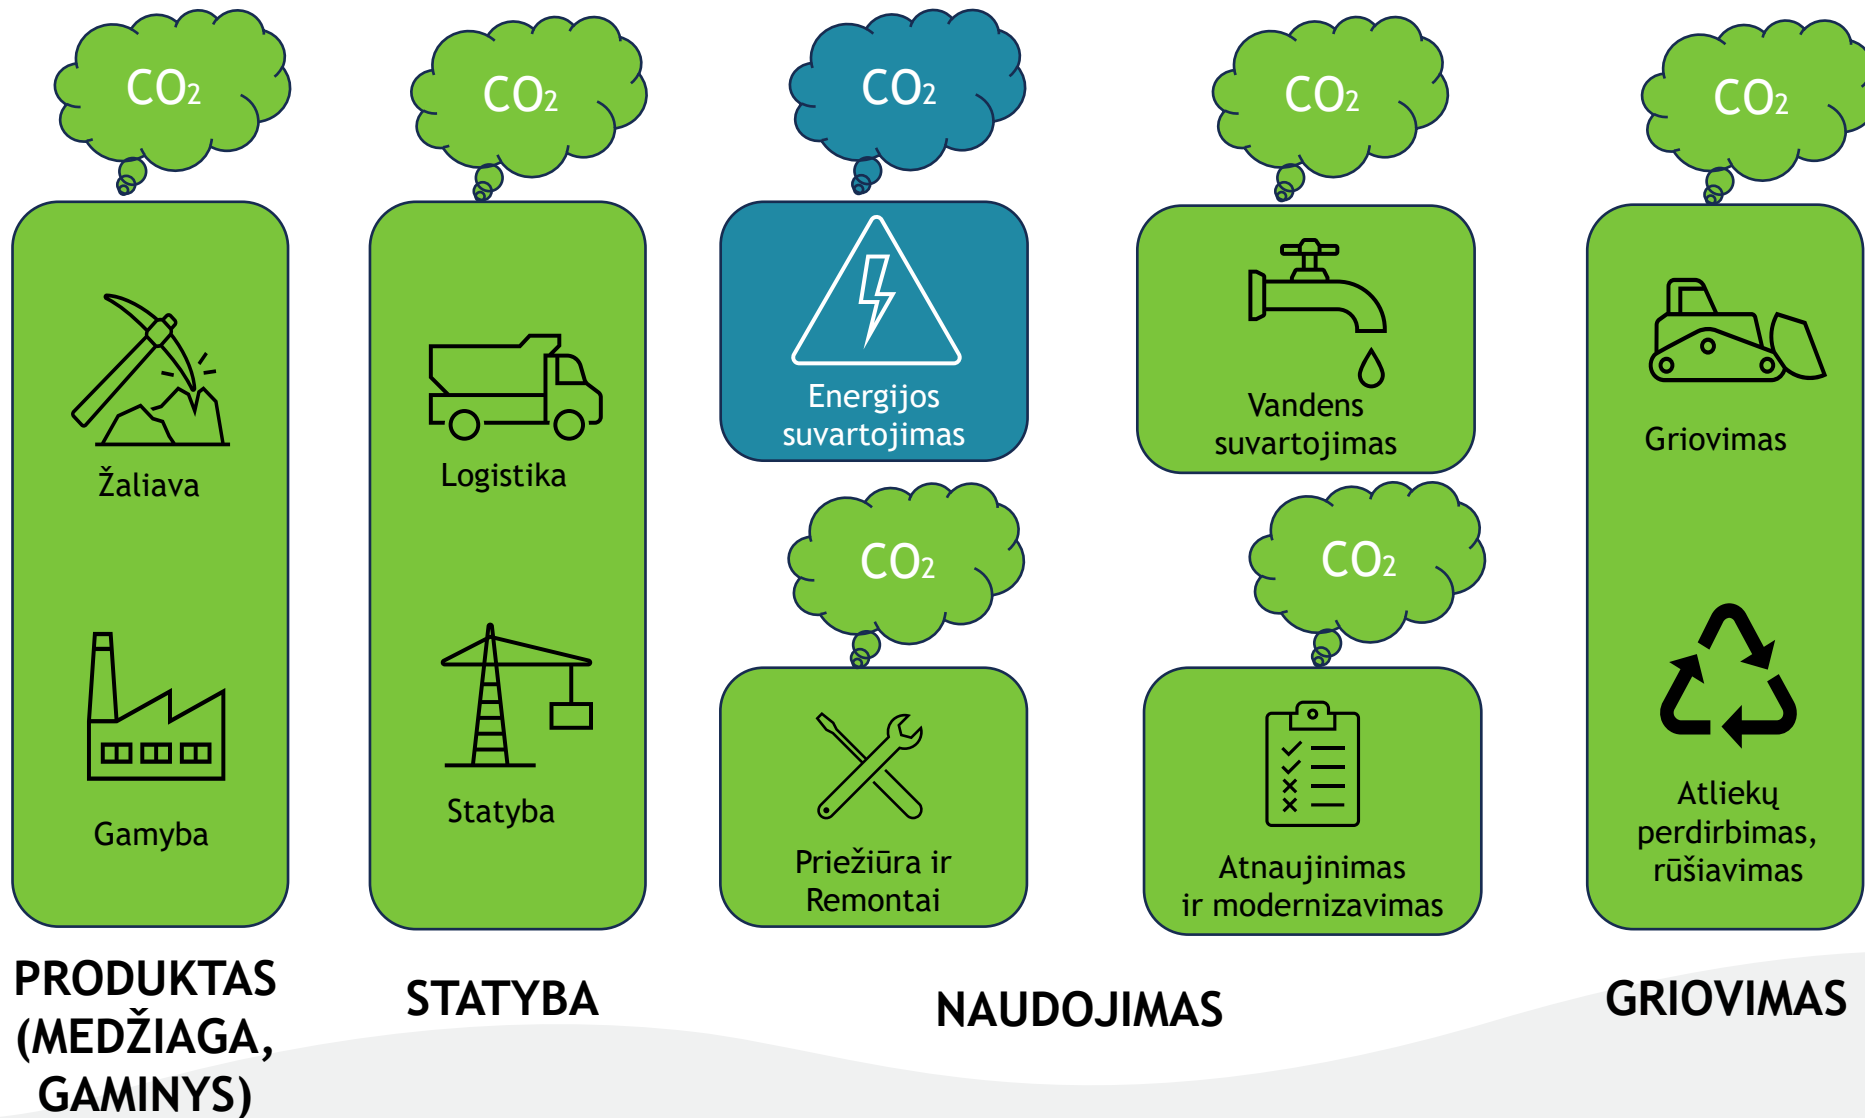 CO₂
Žaliava
Gamyba
PRODUKTAS
(MEDŽIAGA,
GAMINYS)
CO₂
Logistika
Statyba
STATYBA
CO₂
Energijos
suvartojimas
CO₂
Vandens
suvartojimas
CO₂
Priežiūra ir
Remontai
CO₂
Atnaujinimas
ir modernizavimas
NAUDOJIMAS
CO₂
Griovimas
Atliekų
perdirbimas,
rūšiavimas
GRIOVIMAS